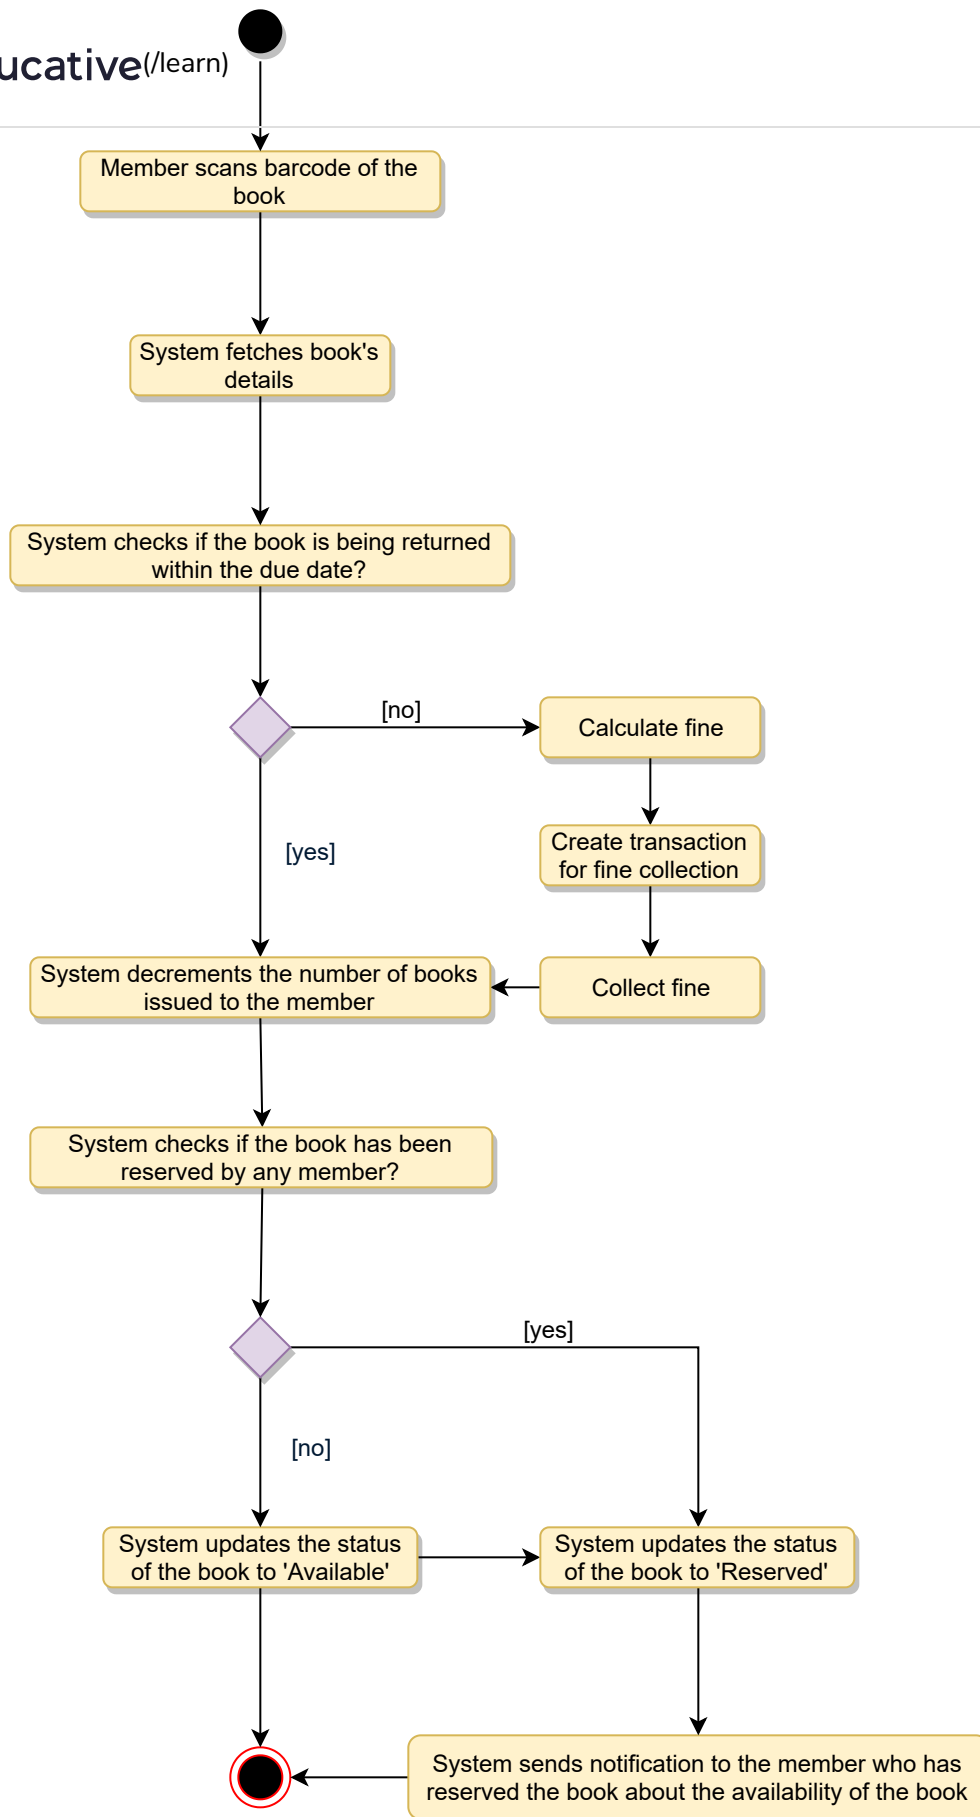 ucative(/learn)
Member scans barcode of the
book
System fetches book's
details
System checks if the book is being returned
within the due date?
[no]
Calculate fine
Create transaction
for fine collection
[yes]
System decrements the number of books
issued to the member
Collect fine
System checks if the book has been
reserved by any member?
[yes]
[no]
System updates the status
of the book to 'Available'
System updates the status
of the book to 'Reserved'
System sends notification to the member who has
reserved the book about the availability of the book